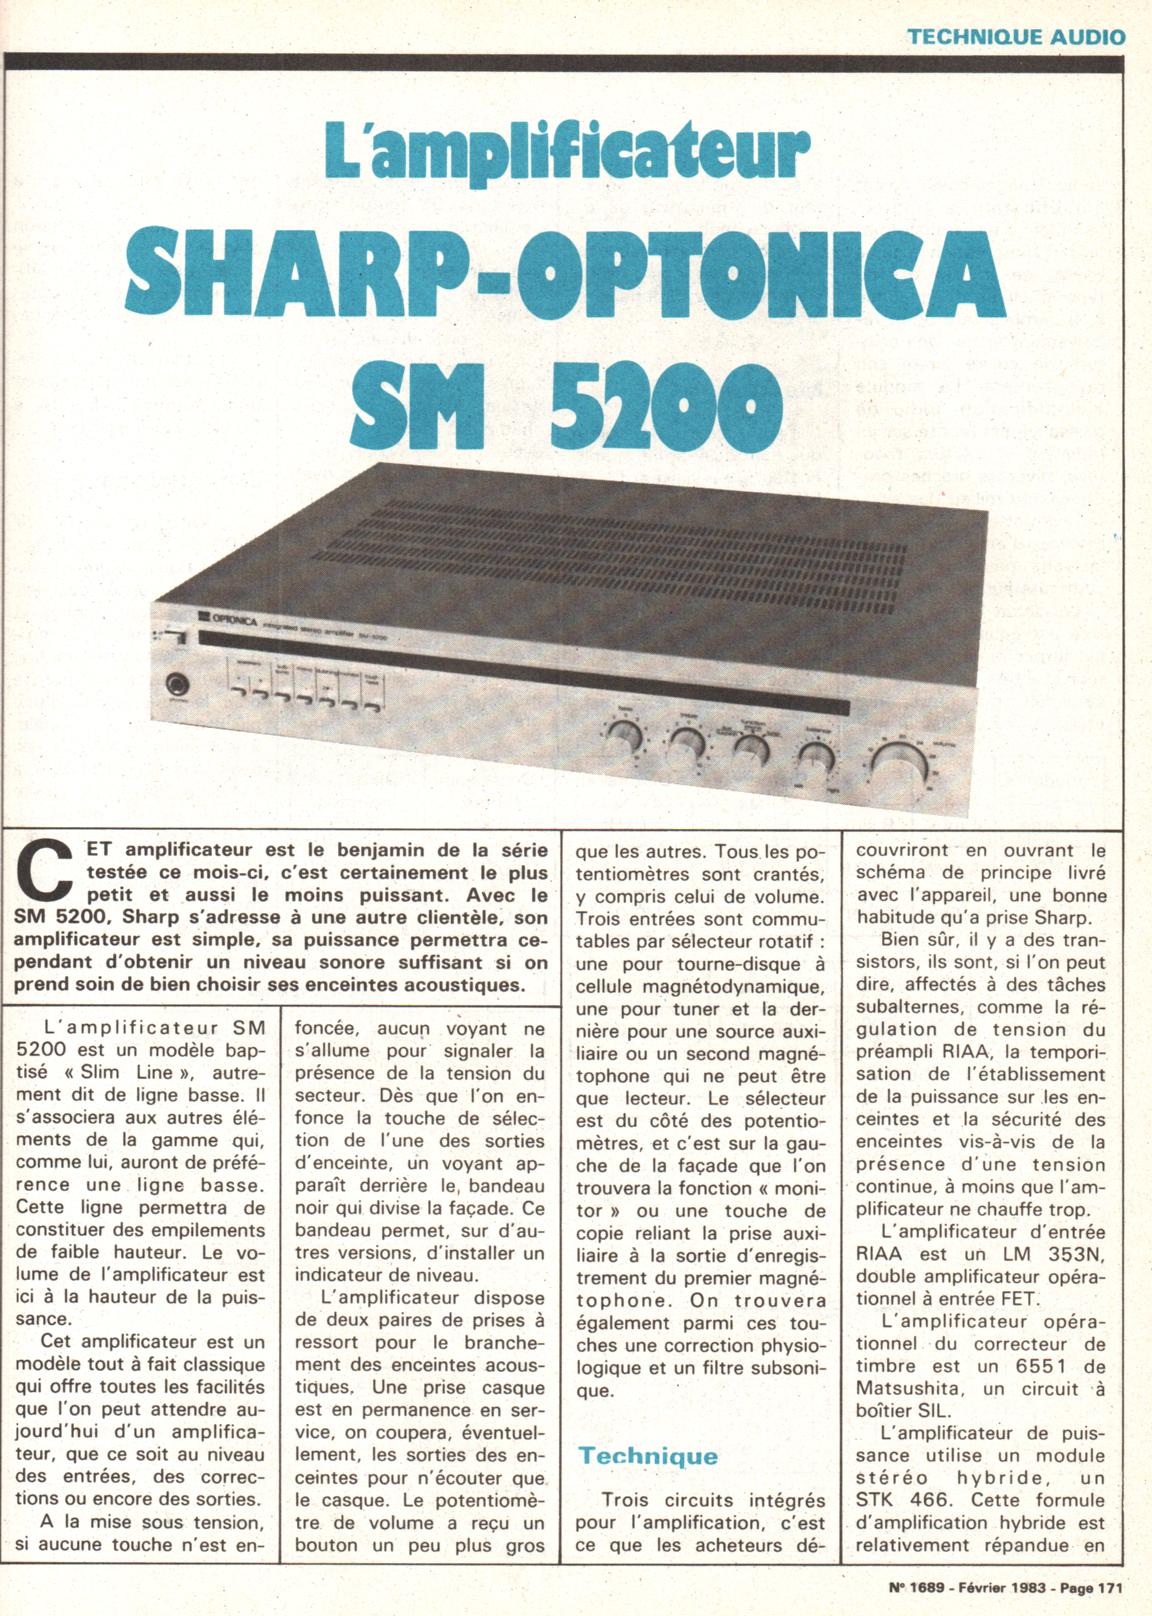 TECHNIQUE AUDIO
L'amplificateur
SHARP-OPTONICA
SM 5200
OPTONICA integrated stereo amplifier SM-5200
CET amplificateur est le benjamin de la série
testée ce mois-ci, c'est certainement le plus
petit et aussi le moins puissant. Avec le
SM 5200, Sharp s'adresse à une autre clientèle, son
amplificateur est simple, sa puissance permettra ce-
pendant d'obtenir un niveau sonore suffisant si on
prend soin de bien choisir ses enceintes acoustiques.
L'amplificateur SM
5200 est un modèle bap-
tisé « Slim Line », autre-
ment dit de ligne basse. Il
s'associera aux autres élé-
ments de la gamme qui,
comme lui, auront de préfé-
rence une ligne basse.
Cette ligne permettra de
constituer des empilements
de faible hauteur. Le vo-
lume de l'amplificateur est
ici à la hauteur de la puis-
sance.
Cet amplificateur est un
modèle tout à fait classique
qui offre toutes les facilités
que l'on peut attendre au-
jourd'hui d'un amplifica-
teur, que ce soit au niveau
des entrées, des correc-
tions ou encore des sorties.
A la mise sous tension,
si aucune touche n'est en-
foncée, aucun voyant ne
s'allume pour signaler la
présence de la tension du
secteur. Dès que l'on en-
fonce la touche de sélec-
tion de l'une des sorties
d'enceinte, un voyant ap-
paraît derrière le, bandeau
noir qui divise la façade. Ce
bandeau permet, sur d'au-
tres versions, d'installer un
indicateur de niveau.
L'amplificateur dispose
de deux paires de prises à
ressort pour le branche-
ment des enceintes acous-
tiques. Une prise casque
est en permanence en ser-
vice, on coupera, éventuel-
lement, les sorties des en-
ceintes pour n'écouter que
le casque. Le potentiomè-
tre de volume a reçu un
bouton un peu plus gros
que les autres. Tous les po-
tentiomètres sont crantés,
y compris celui de volume.
Trois entrées sont commu-
tables par sélecteur rotatif :
une pour tourne-disque à
cellule magnétodynamique,
une pour tuner et la der-
nière pour une source auxi-
liaire ou un second magné-
tophone qui ne peut être
que lecteur. Le sélecteur
est du côté des potentio-
mètres, et c'est sur la gau-
che de la façade que l'on
trouvera la fonction « moni-
tor » ou une touche de
copie reliant la prise auxi-
liaire à la sortie d'enregis-
trement du premier magné-
tophone. On trouvera
également parmi ces tou-
ches une correction physio-
logique et un filtre subsoni-
que.
Technique
Trois circuits intégrés
pour l'amplification, c'est
ce que les acheteurs dé-
couvriront en ouvrant le
schéma de principe livré
avec l'appareil, une bonne
habitude qu'a prise Sharp.
Bien sûr, il y a des tran-
sistors, ils sont, si l'on peut
dire, affectés à des tâches
subalternes, comme la ré-
gulation de tension du
préampli RIAA, la tempori-
sation de l'établissement
de la puissance sur les en-
ceintes et la sécurité des
enceintes vis-à-vis de la
présence d'une tension
continue, à moins que l'am-
plificateur ne chauffe trop.
L'amplificateur d'entrée
RIAA est un LM 353N,
double amplificateur opéra-
tionnel à entrée FET.
L'amplificateur opéra-
tionnel du correcteur de
timbre est un 6551 de
Matsushita, un circuit à
boîtier SIL.
L'amplificateur de puis-
sance utilise un module
stéréo hybride, un
STK 466. Cette formule
d'amplification hybride est
relativement répandue en
N° 1689 - Février 1983 - Page 171